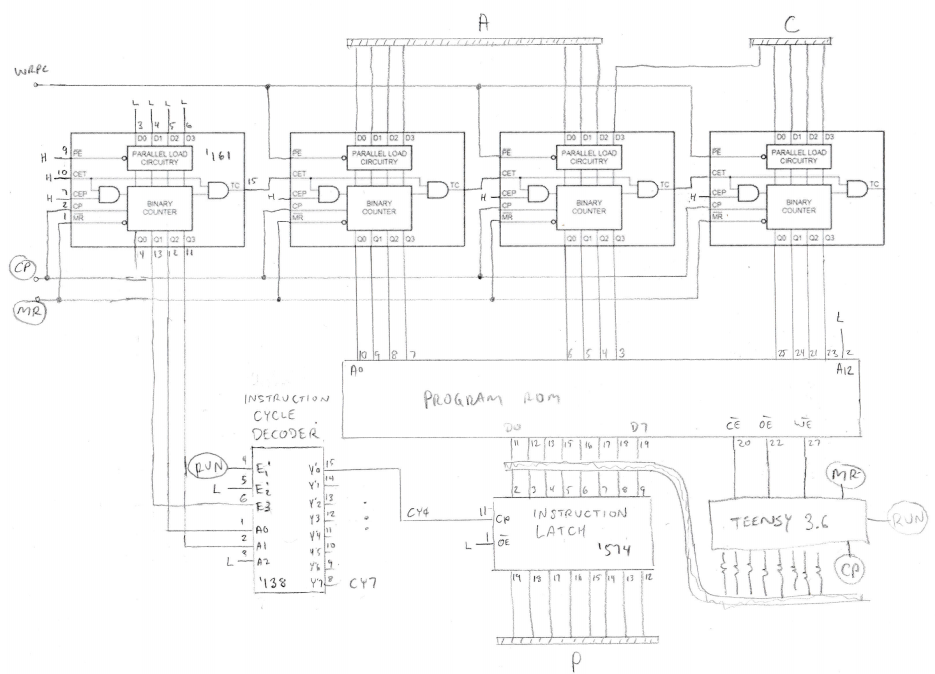 A
C
WRPC
L L L L
3 4 5 6
D0 D1 D2 D3
D0 D1 D2 D3
D0 D1 D2 D3
D0 D1 D2 D3
H 9 PE PARALLEL LOAD CIRCUITRY '161
PE PARALLEL LOAD CIRCUITRY
PE PARALLEL LOAD CIRCUITRY
PE PARALLEL LOAD CIRCUITRY
H 10 CET TC 15
CET TC
CET TC
CET TC
H 7 CEP
H CEP
H CEP
H CEP
2 CP BINARY COUNTER
CP BINARY COUNTER
CP BINARY COUNTER
CP BINARY COUNTER
1 MR
MR
MR
MR
Q0 Q1 Q2 Q3
Q0 Q1 Q2 Q3
Q0 Q1 Q2 Q3
Q0 Q1 Q2 Q3
13 12 11
CP
MR
L
10 9 8 7
6 5 4 3
25 24 21 23 2
A0
A12
PROGRAM ROM
D0 D7
CE OE WE
11 12 13 15 16 17 18 19
20 22 27
INSTRUCTION
CYCLE
DECODER
RUN 4 E1'
L 5 E2'
6 E3
1 A0
2 A1
L A2
'138
Y'0 15
Y'1 14
Y'2 13
Y'3 12
Y'4 11
Y'5 10
Y'6 9
Y'7 8 CY7
2 3 4 5 6 7 8 9
11 CP INSTRUCTION
LATCH
L 1 OE
'574
19 18 17 16 15 14 13 12
P
MR
TEENSY 3.6
RUN
CP